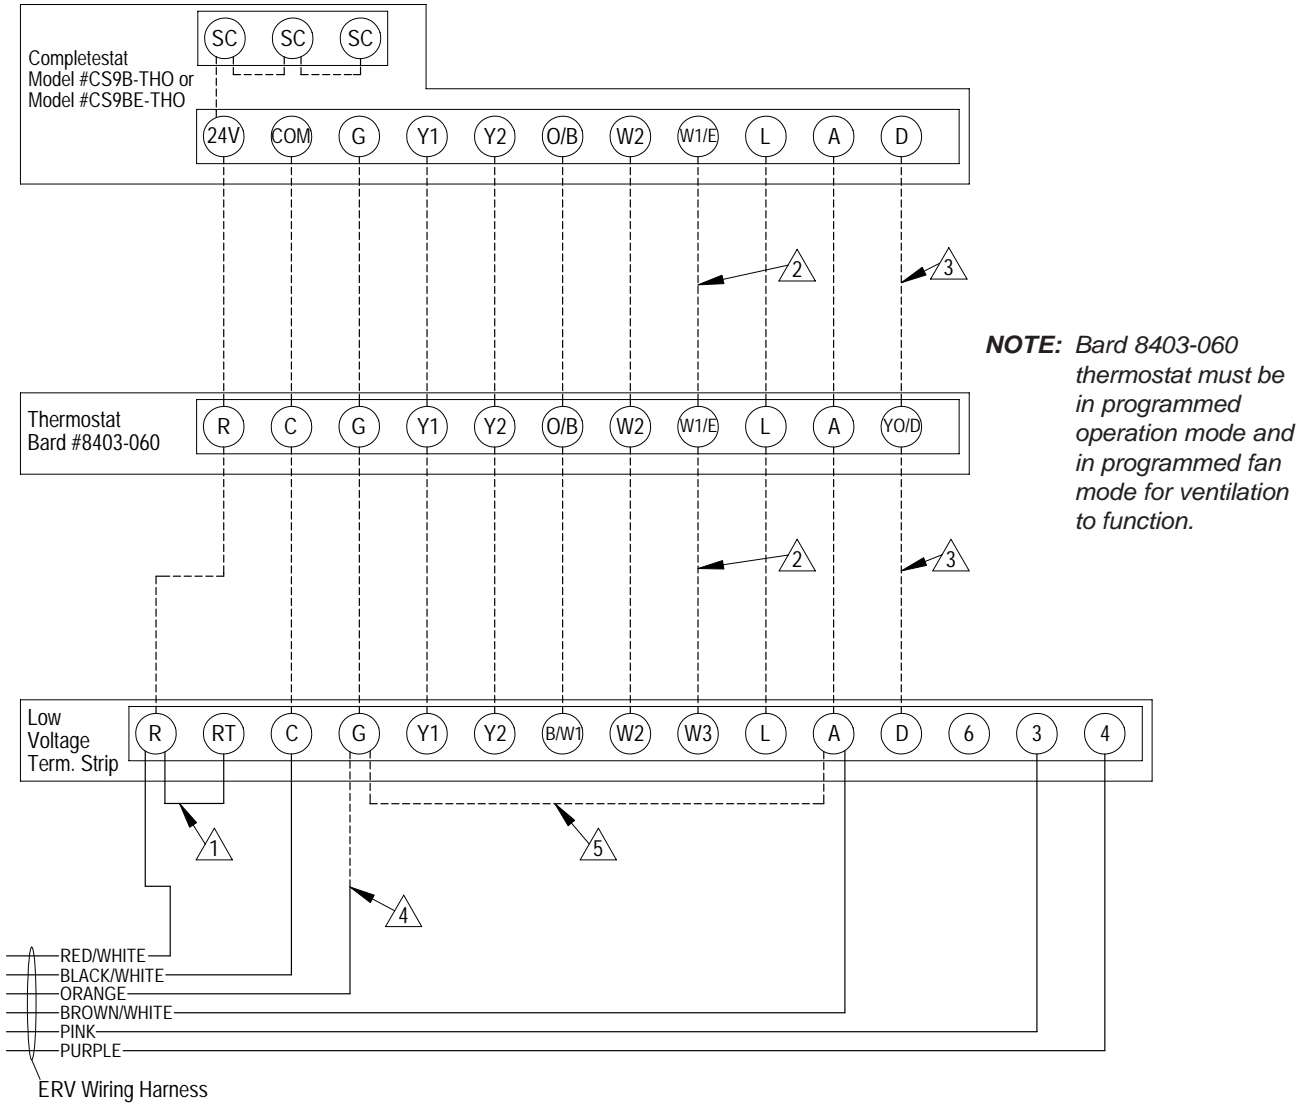 SC SC SC
Completestat
Model #CS9B-THO or
Model #CS9BE-THO
24V COM G Y1 Y2 O/B W2 W1/E L A D
2 3
NOTE: Bard 8403-060
thermostat must be
in programmed
operation mode and
in programmed fan
mode for ventilation
to function.
Thermostat
Bard #8403-060
R C G Y1 Y2 O/B W2 W1/E L A YO/D
2 3
Low
Voltage
Term. Strip
R RT C G Y1 Y2 B/W1 W2 W3 L A D 6 3 4
1 5
4
RED/WHITE
BLACK/WHITE
ORANGE
BROWN/WHITE
PINK
PURPLE
ERV Wiring Harness